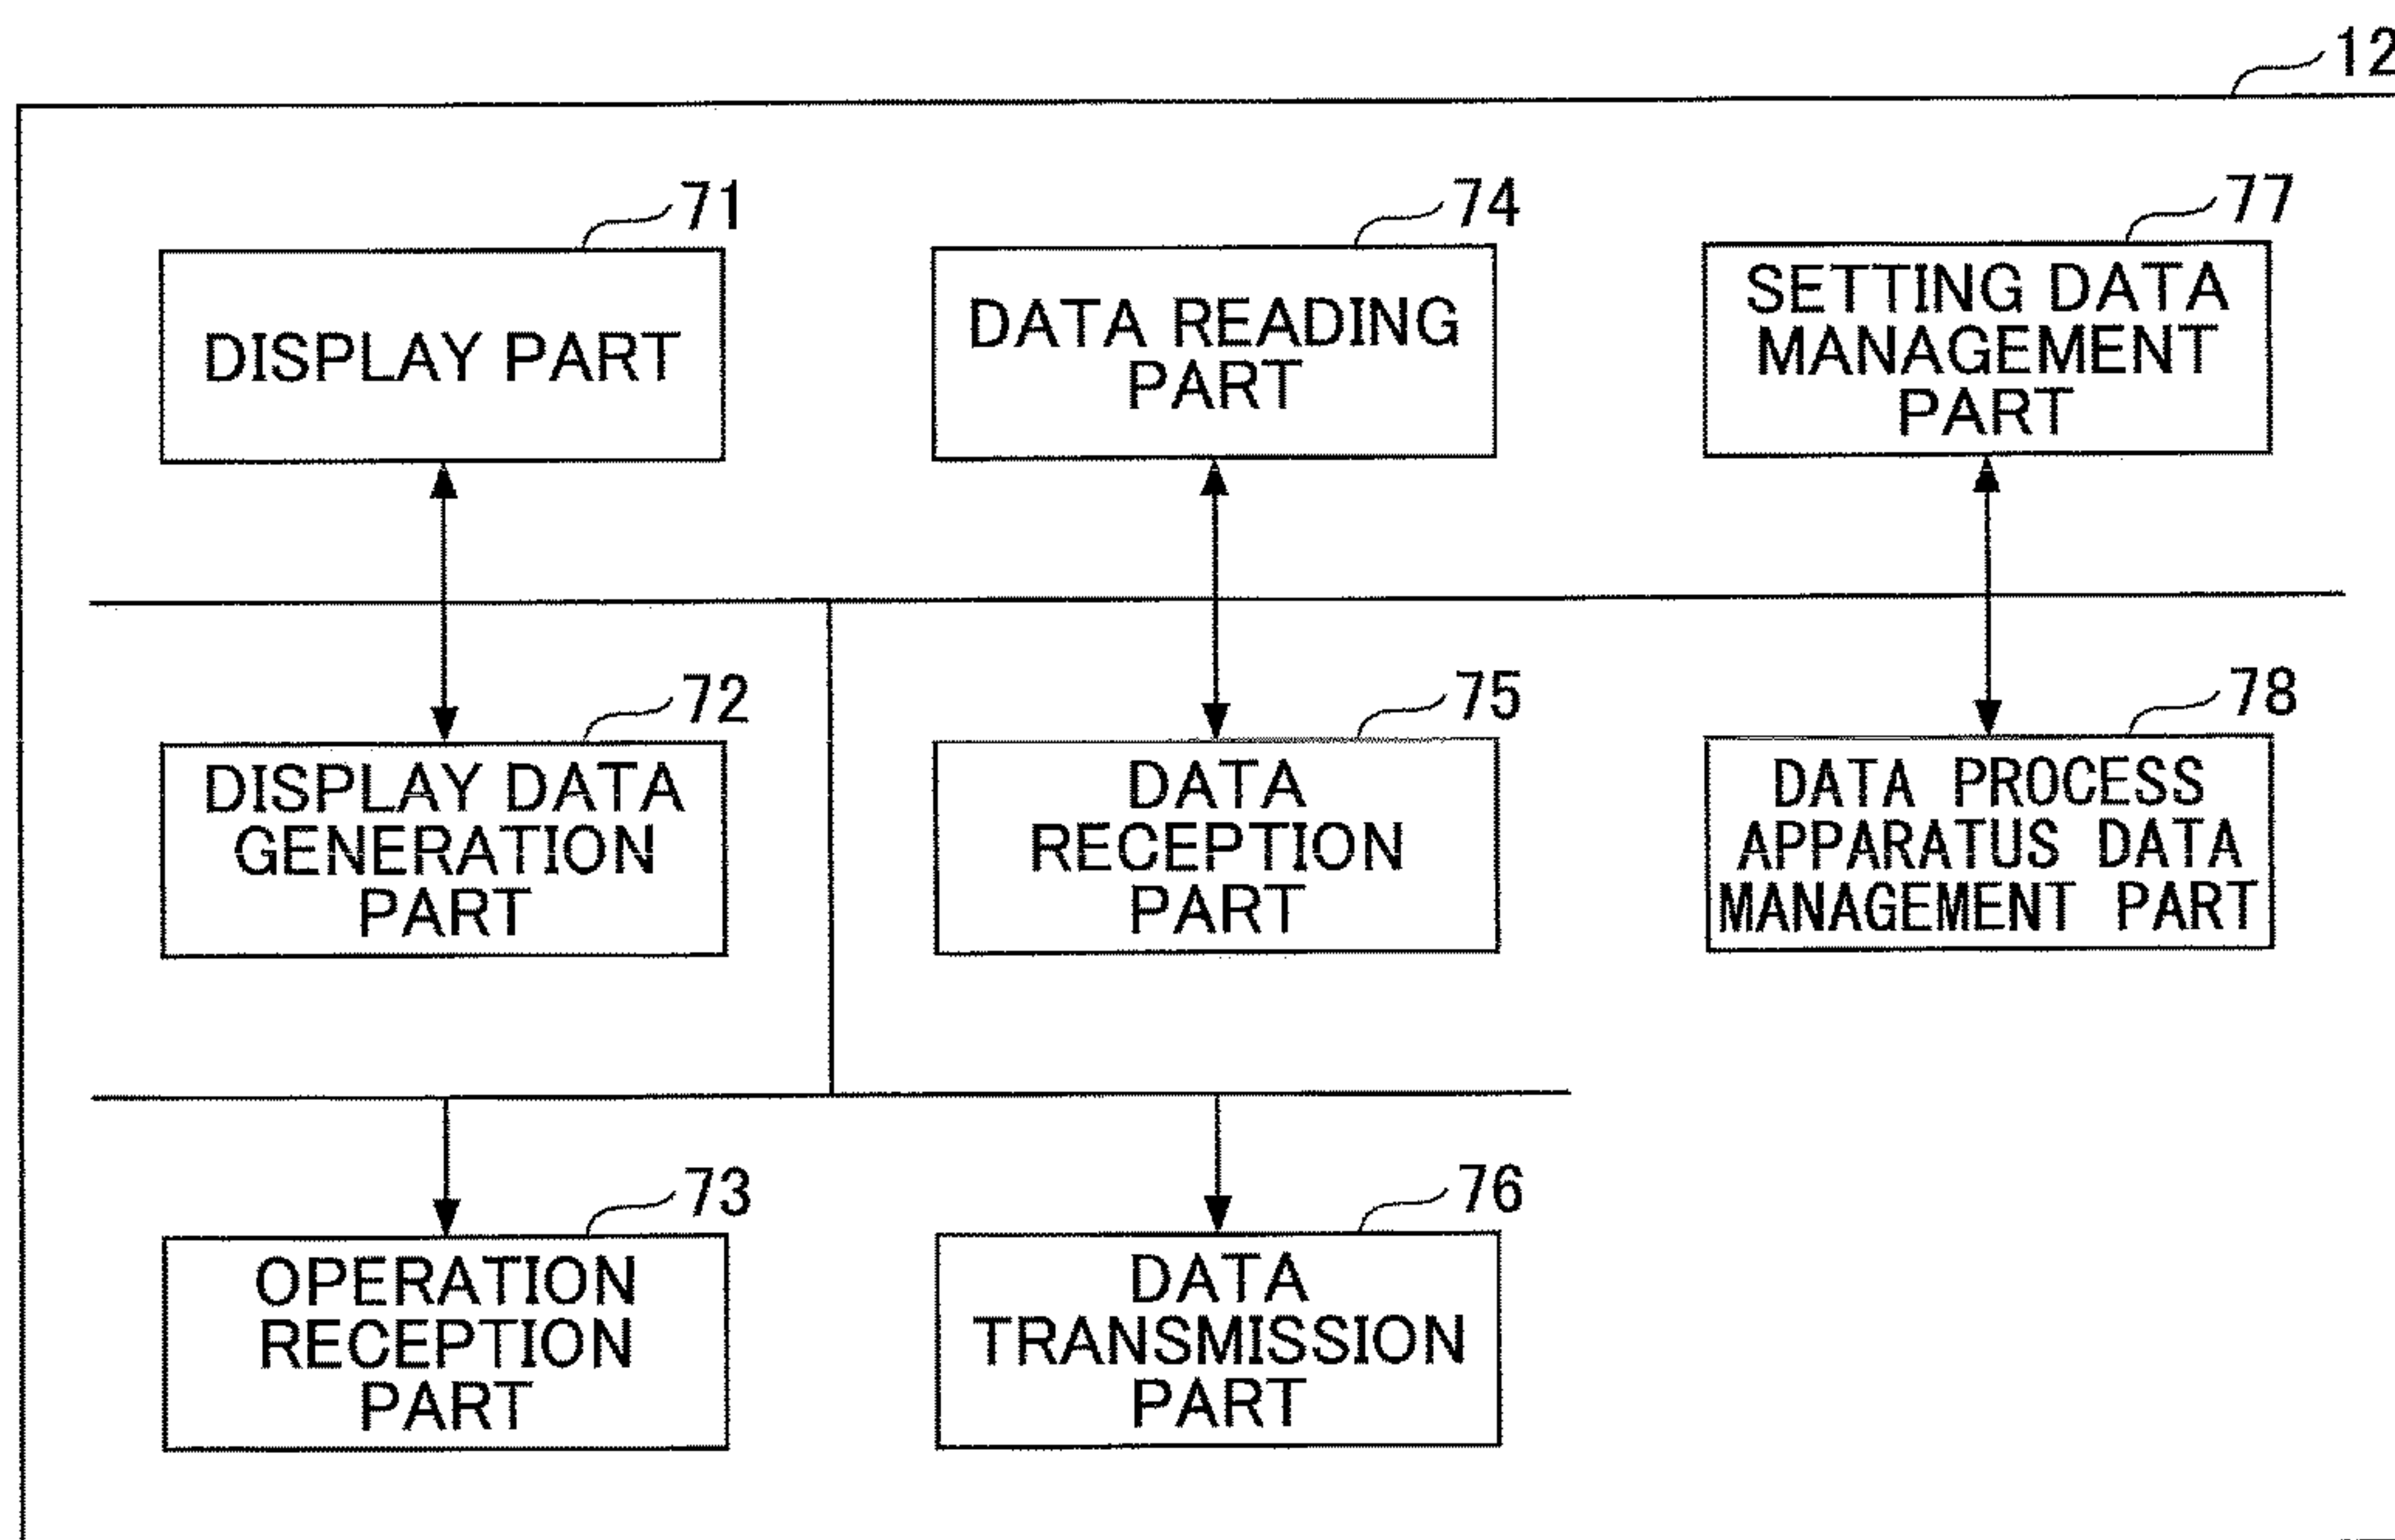 12
71
DISPLAY PART
74
DATA READING
PART
77
SETTING DATA
MANAGEMENT
PART
72
DISPLAY DATA
GENERATION
PART
75
DATA
RECEPTION
PART
78
DATA PROCESS
APPARATUS DATA
MANAGEMENT PART
73
OPERATION
RECEPTION
PART
76
DATA
TRANSMISSION
PART